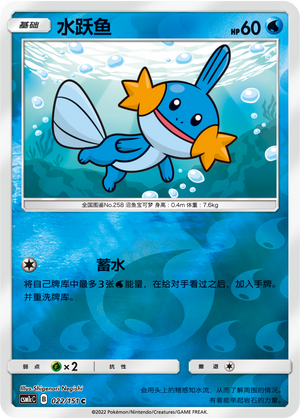 基础 水跃鱼 HP60
全国图鉴No.258 沼鱼宝可梦 身高：0.4m 体重：7.6kg
蓄水
将自己牌库中最多3张能量，在给对手看过之后，加入手牌。
并重洗牌库。
弱点 ×2 抗性 撤退
Illus. Shigenori Negishi
csm1cC D 022/151 C
会用头上的鳍感知水流，从而了解周围的情况。
有着能举起岩石的力量。
©2022 Pokémon/Nintendo/Creatures/GAME FREAK.